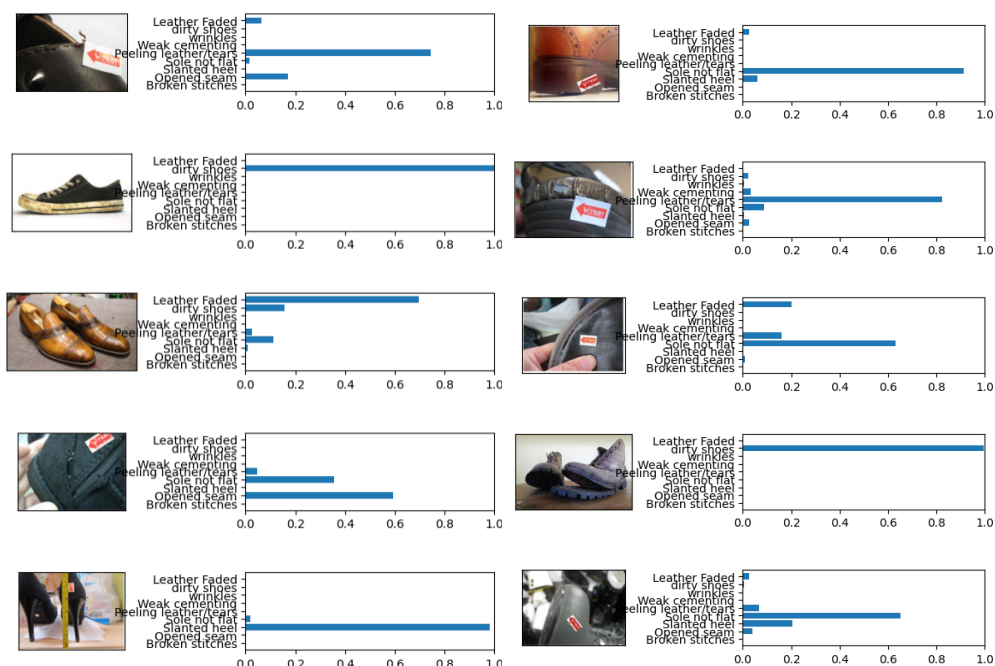 Leather Faded
dirty shoes
wrinkles
Weak cementing
Peeling leather/tears
Sole not flat
Slanted heel
Opened seam
Broken stitches
0.0 0.2 0.4 0.6 0.8 1.0
Leather Faded
dirty shoes
wrinkles
Weak cementing
Peeling leather/tears
Sole not flat
Slanted heel
Opened seam
Broken stitches
0.0 0.2 0.4 0.6 0.8 1.0
Leather Faded
dirty shoes
wrinkles
Weak cementing
Peeling leather/tears
Sole not flat
Slanted heel
Opened seam
Broken stitches
0.0 0.2 0.4 0.6 0.8 1.0
Leather Faded
dirty shoes
wrinkles
Weak cementing
Peeling leather/tears
Sole not flat
Slanted heel
Opened seam
Broken stitches
0.0 0.2 0.4 0.6 0.8 1.0
Leather Faded
dirty shoes
wrinkles
Weak cementing
Peeling leather/tears
Sole not flat
Slanted heel
Opened seam
Broken stitches
0.0 0.2 0.4 0.6 0.8 1.0
Leather Faded
dirty shoes
wrinkles
Weak cementing
Peeling leather/tears
Sole not flat
Slanted heel
Opened seam
Broken stitches
0.0 0.2 0.4 0.6 0.8 1.0
Leather Faded
dirty shoes
wrinkles
Weak cementing
Peeling leather/tears
Sole not flat
Slanted heel
Opened seam
Broken stitches
0.0 0.2 0.4 0.6 0.8 1.0
Leather Faded
dirty shoes
wrinkles
Weak cementing
Peeling leather/tears
Sole not flat
Slanted heel
Opened seam
Broken stitches
0.0 0.2 0.4 0.6 0.8 1.0
Leather Faded
dirty shoes
wrinkles
Weak cementing
Peeling leather/tears
Sole not flat
Slanted heel
Opened seam
Broken stitches
0.0 0.2 0.4 0.6 0.8 1.0
Leather Faded
dirty shoes
wrinkles
Weak cementing
Peeling leather/tears
Sole not flat
Slanted heel
Opened seam
Broken stitches
0.0 0.2 0.4 0.6 0.8 1.0